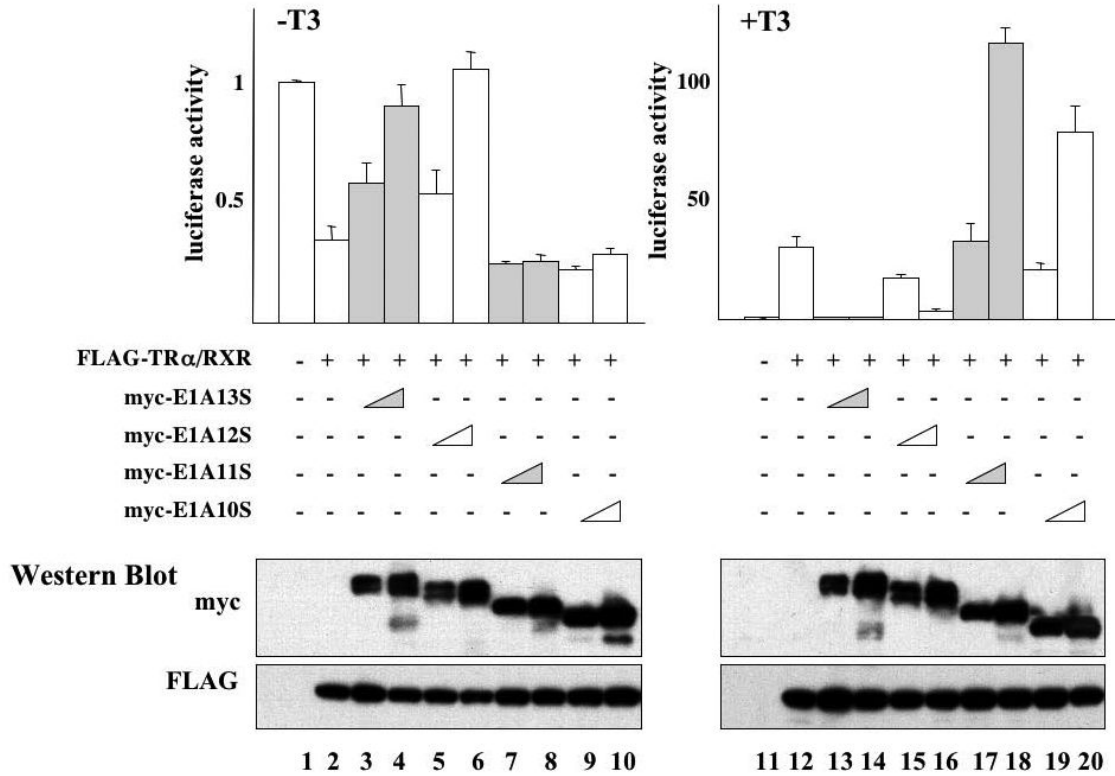 -T3
+T3
luciferase activity
1
0.5
luciferase activity
100
50
FLAG-TRα/RXR - + + + + + + + + + - + + + + + + + + +
myc-E1A13S - - - - - - - - - - - - - - - -
myc-E1A12S - - - - - - - - - - - - - - - -
myc-E1A11S - - - - - - - - - - - - - - - -
myc-E1A10S - - - - - - - - - - - - - - - -
Western Blot
myc
FLAG
1 2 3 4 5 6 7 8 9 10 11 12 13 14 15 16 17 18 19 20